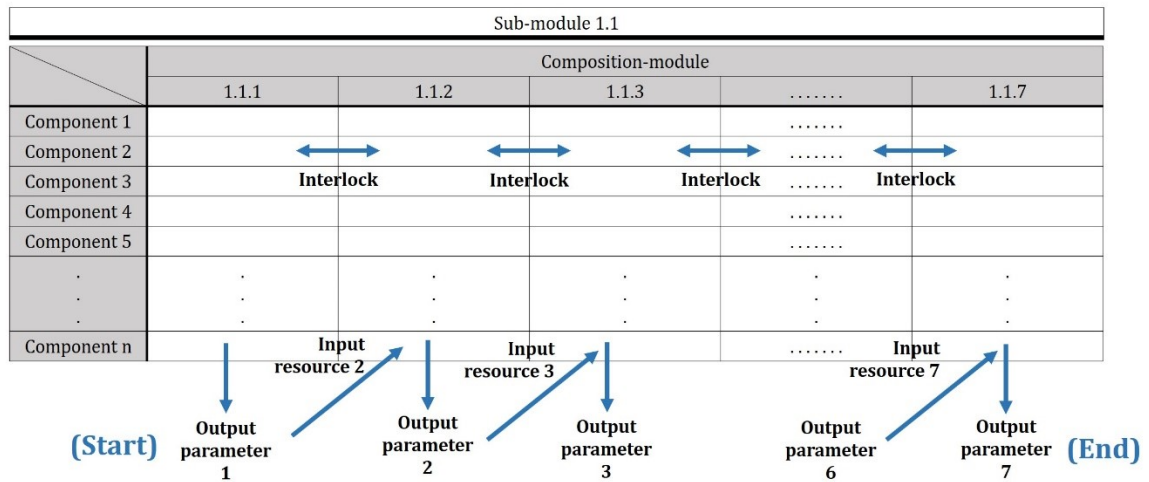 Sub-module 1.1
Composition-module
1.1.1 1.1.2 1.1.3 ....... 1.1.7
Component 1 .......
Component 2 .......
Component 3 Interlock Interlock Interlock ....... Interlock
Component 4 .......
Component 5 .......
. . . . . .
. . . . . .
. . . . . .
Component n Input Input ....... Input
resource 2 resource 3 resource 7
(Start) Output Output Output Output Output (End)
parameter parameter parameter parameter parameter
1 2 3 6 7